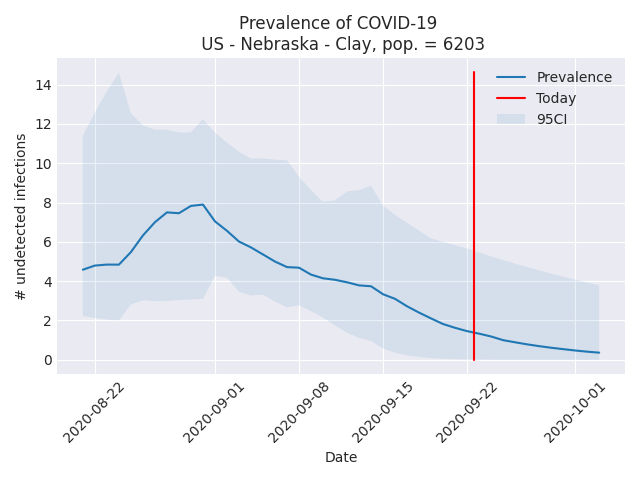 Prevalence of COVID-19
US - Nebraska - Clay, pop. = 6203
Prevalence
Today
95CI
# undetected infections
14
12
10
8
6
4
2
0
2020-08-22
2020-09-01
2020-09-08
2020-09-15
2020-09-22
2020-10-01
Date